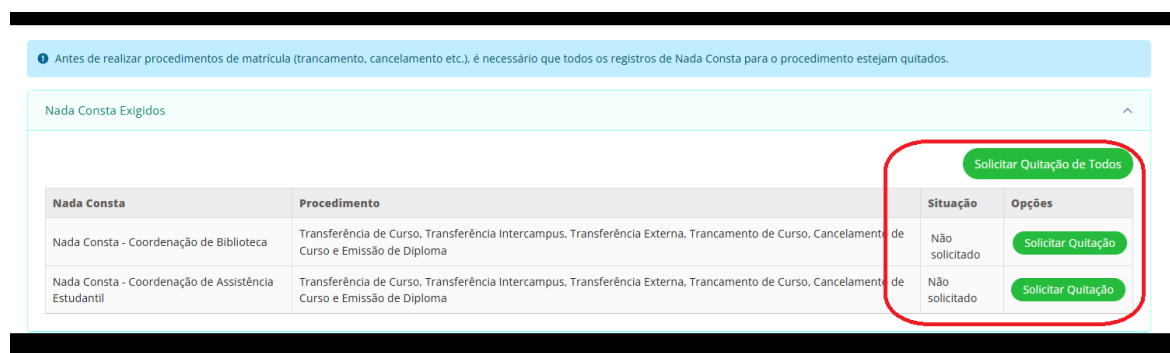 Antes de realizar procedimentos de matrícula (trancamento, cancelamento etc.), é necessário que todos os registros de Nada Consta para o procedimento estejam quitados.
Nada Consta Exigidos
Solicitar Quitação de Todos
Nada Consta Procedimento Situação Opções
Nada Consta - Coordenação de Biblioteca
Transferência de Curso, Transferência Intercampus, Transferência Externa, Trancamento de Curso, Cancelamento de
Curso e Emissão de Diploma
Não
solicitado
Solicitar Quitação
Nada Consta - Coordenação de Assistência
Estudantil
Transferência de Curso, Transferência Intercampus, Transferência Externa, Trancamento de Curso, Cancelamento de
Curso e Emissão de Diploma
Não
solicitado
Solicitar Quitação